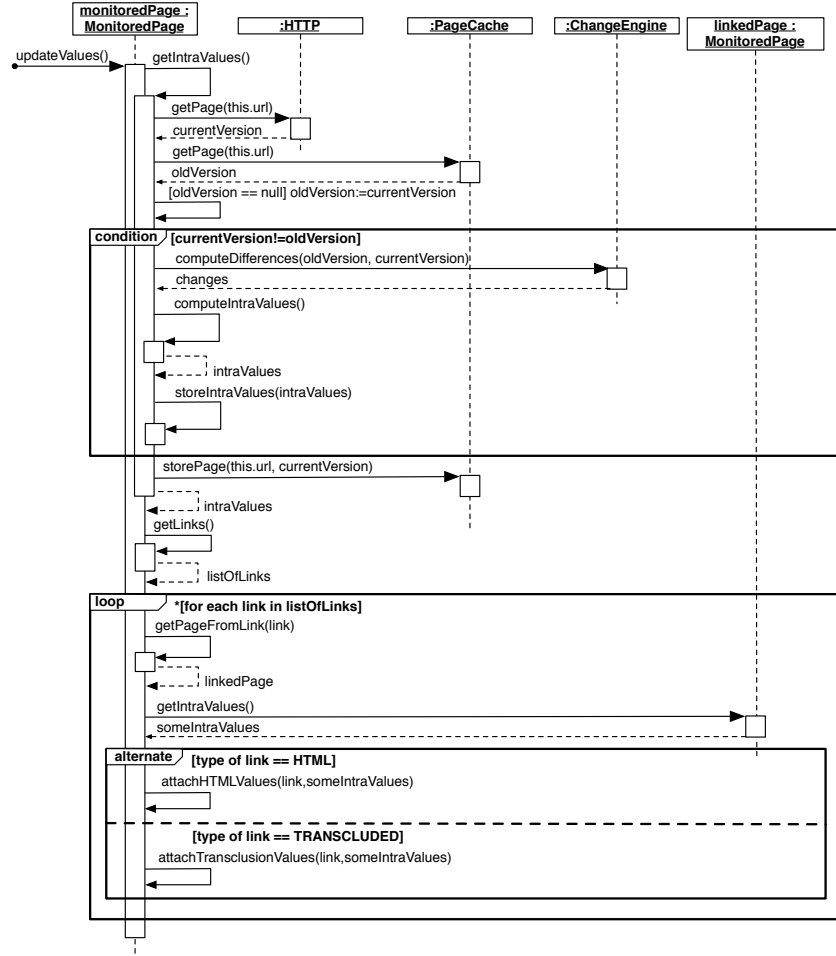 monitoredPage :
MonitoredPage
:HTTP
:PageCache
:ChangeEngine
linkedPage :
MonitoredPage
updateValues()
getIntraValues()
getPage(this.url)
currentVersion
getPage(this.url)
oldVersion
[oldVersion == null] oldVersion:=currentVersion
condition
[currentVersion!=oldVersion]
computeDifferences(oldVersion, currentVersion)
changes
computeIntraValues()
intraValues
storeIntraValues(intraValues)
storePage(this.url, currentVersion)
intraValues
getLinks()
listOfLinks
loop
*[for each link in listOfLinks]
getPageFromLink(link)
linkedPage
getIntraValues()
someIntraValues
alternate
[type of link == HTML]
attachHTMLValues(link,someIntraValues)
[type of link == TRANSCLUDED]
attachTransclusionValues(link,someIntraValues)